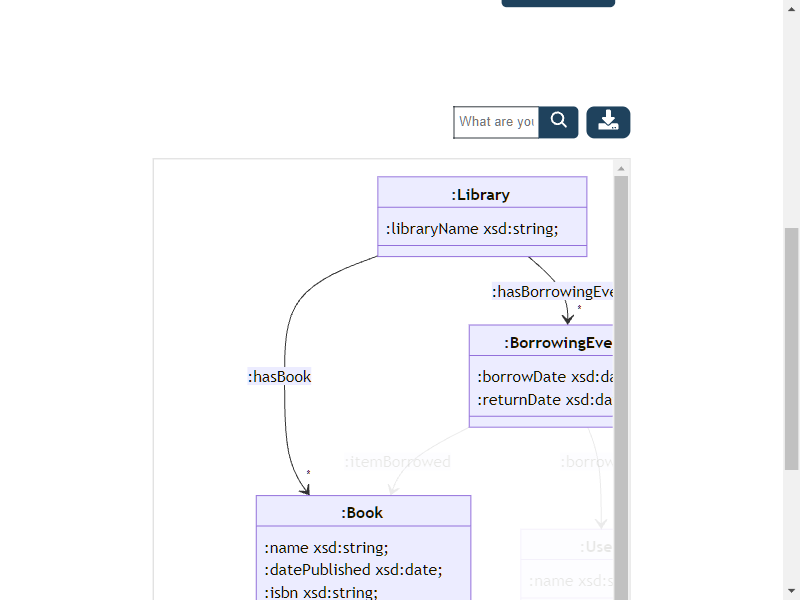 What are you
:Library
:libraryName xsd:string;
:hasBorrowingEve
*
:BorrowingEve
:hasBook
:borrowDate xsd:da
:returnDate xsd:da
:itemBorrowed
:borrow
*
:Book
:Use
:name xsd:string;
:name xsd:s
:datePublished xsd:date;
:isbn xsd:string;